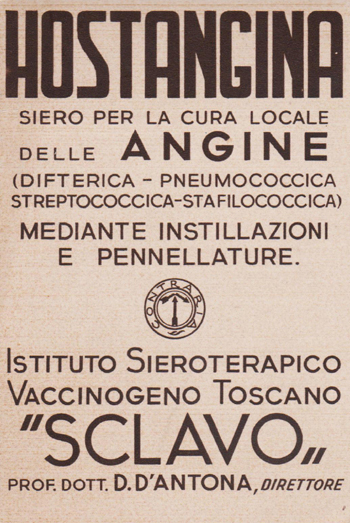 HOSTANGINA
SIERO PER LA CURA LOCALE
DELLE ANGINE
(DIFTERICA - PNEUMOCOCCICA
STREPTOCOCCICA-STAFILOCOCCICA)
MEDIANTE INSTILLAZIONI
E PENNELLATURE.
CONTRARIA
ISTITUTO SIEROTERAPICO
VACCINOGENO TOSCANO
"SCLAVO„
PROF. DOTT. D. D'ANTONA, DIRETTORE